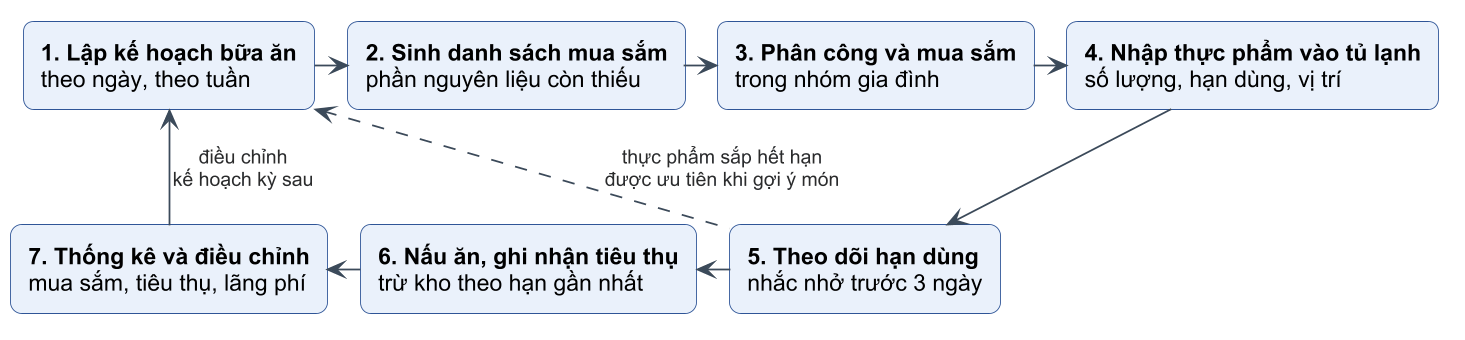 1. Lập kế hoạch bữa ăn
theo ngày, theo tuần
2. Sinh danh sách mua sắm
phần nguyên liệu còn thiếu
3. Phân công và mua sắm
trong nhóm gia đình
4. Nhập thực phẩm vào tủ lạnh
số lượng, hạn dùng, vị trí
điều chỉnh
kế hoạch kỳ sau
thực phẩm sắp hết hạn
được ưu tiên khi gợi ý món
5. Theo dõi hạn dùng
nhắc nhở trước 3 ngày
6. Nấu ăn, ghi nhận tiêu thụ
trừ kho theo hạn gần nhất
7. Thống kê và điều chỉnh
mua sắm, tiêu thụ, lãng phí